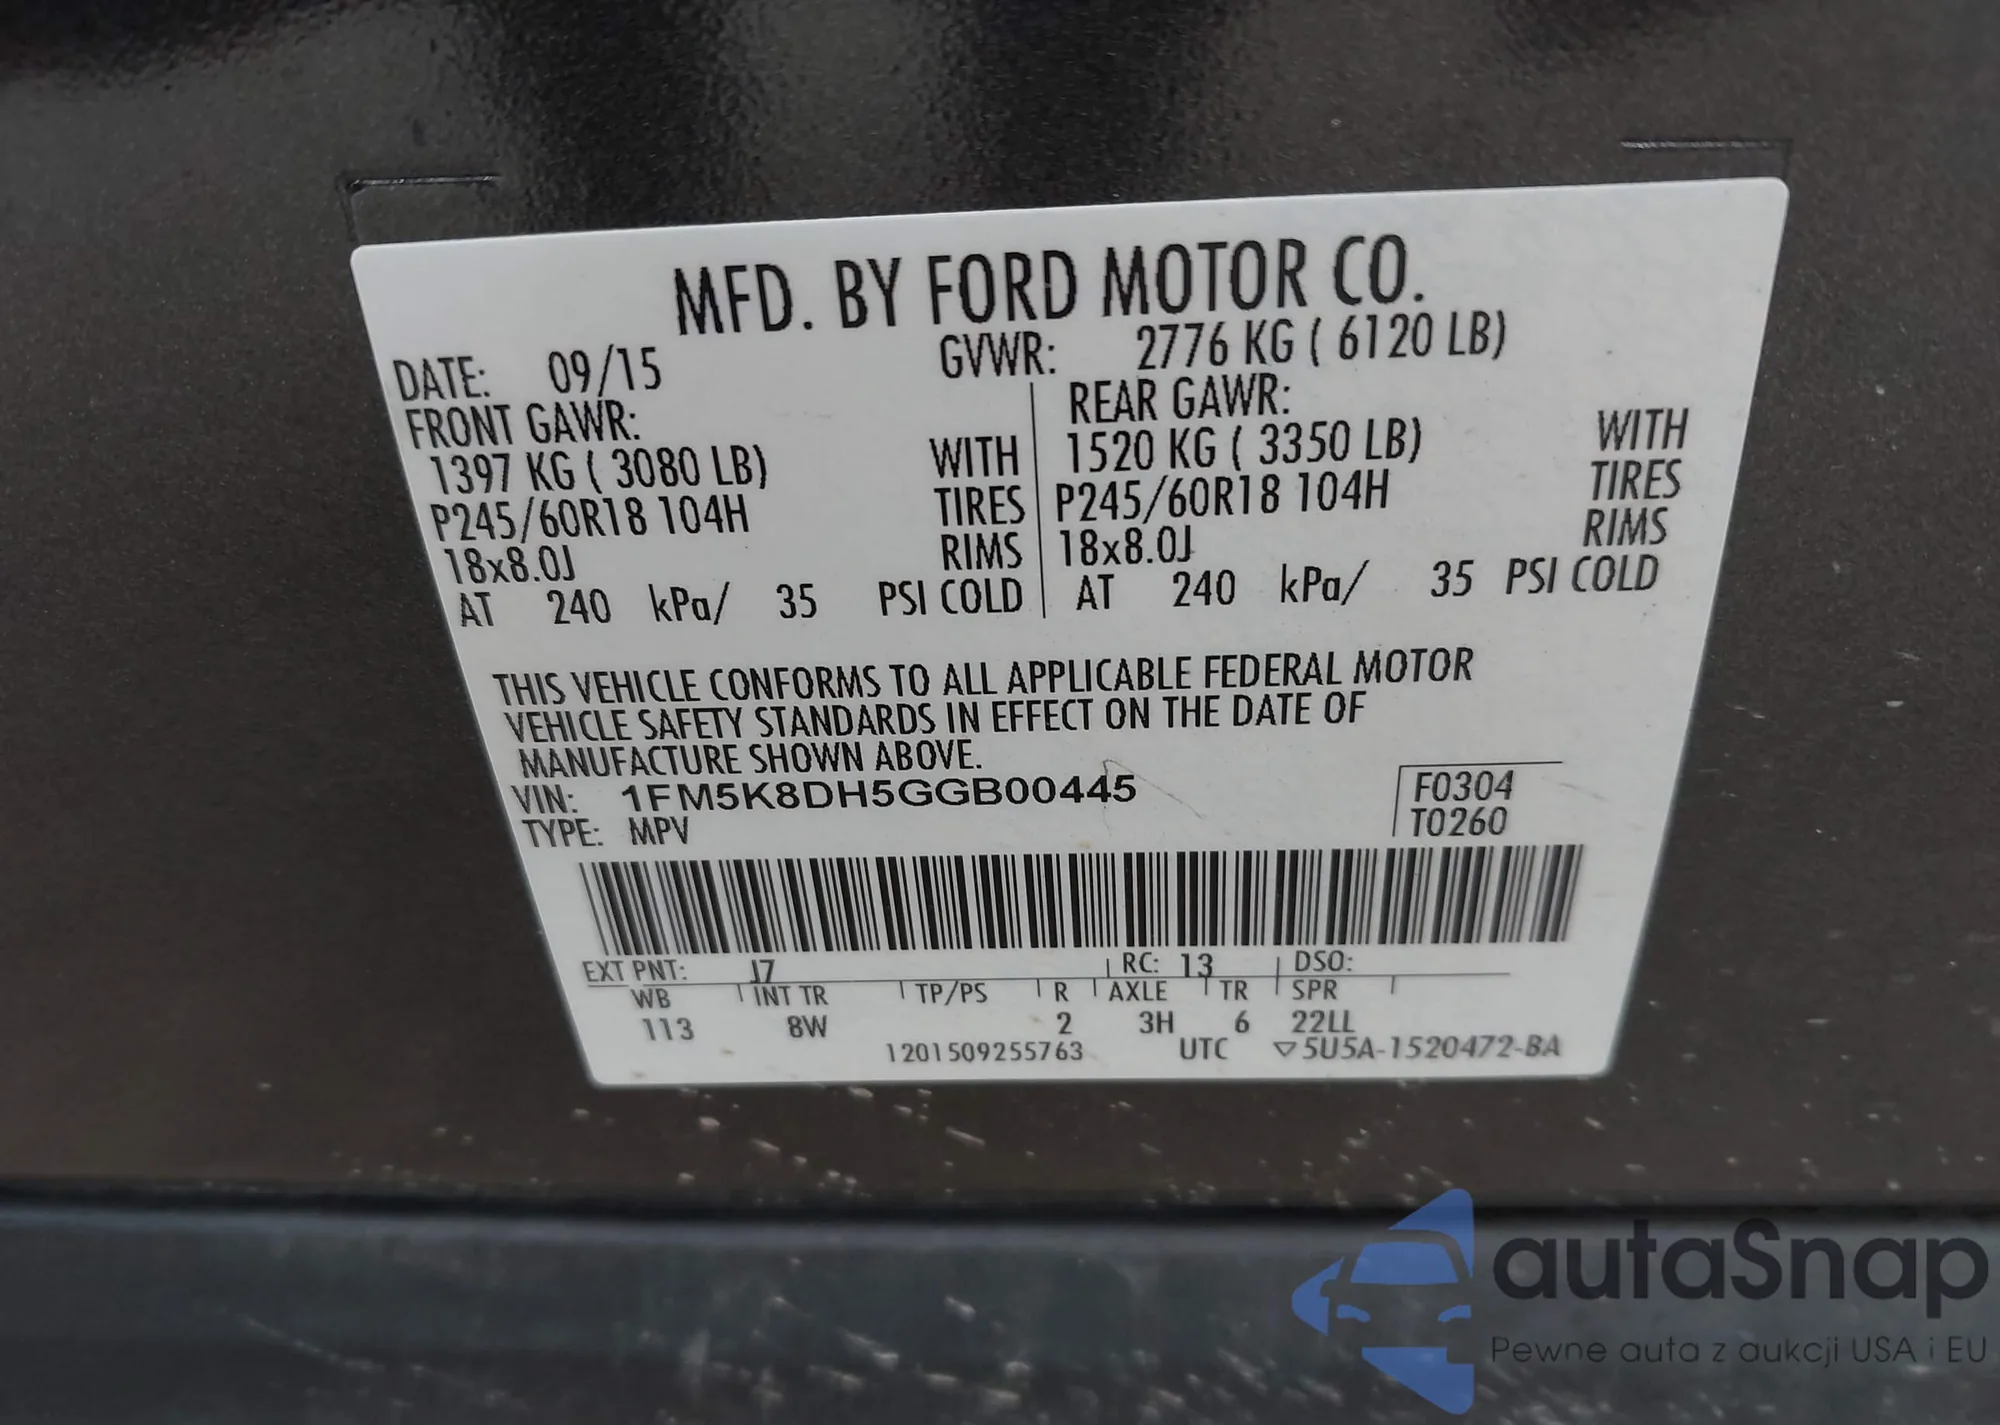 MFD. BY FORD MOTOR CO.
DATE: 09/15 GVWR: 2776 KG ( 6120 LB)
FRONT GAWR: REAR GAWR:
1397 KG ( 3080 LB) WITH 1520 KG ( 3350 LB) WITH
P245/60R18 104H TIRES P245/60R18 104H TIRES
18x8.0J RIMS 18x8.0J RIMS
AT 240 kPa/ 35 PSI COLD AT 240 kPa/ 35 PSI COLD
THIS VEHICLE CONFORMS TO ALL APPLICABLE FEDERAL MOTOR
VEHICLE SAFETY STANDARDS IN EFFECT ON THE DATE OF
MANUFACTURE SHOWN ABOVE.
VIN: 1FM5K8DH5GGB00445 F0304
TYPE: MPV T0260
EXT PNT: J7 RC: 13 DSO:
WB INT TR TP/PS R AXLE TR SPR
113 8W 2 3H 6 22LL
1201509255763 UTC ▽5U5A-1520472-BA
autaSnap
Pewne auta z aukcji USA i EU